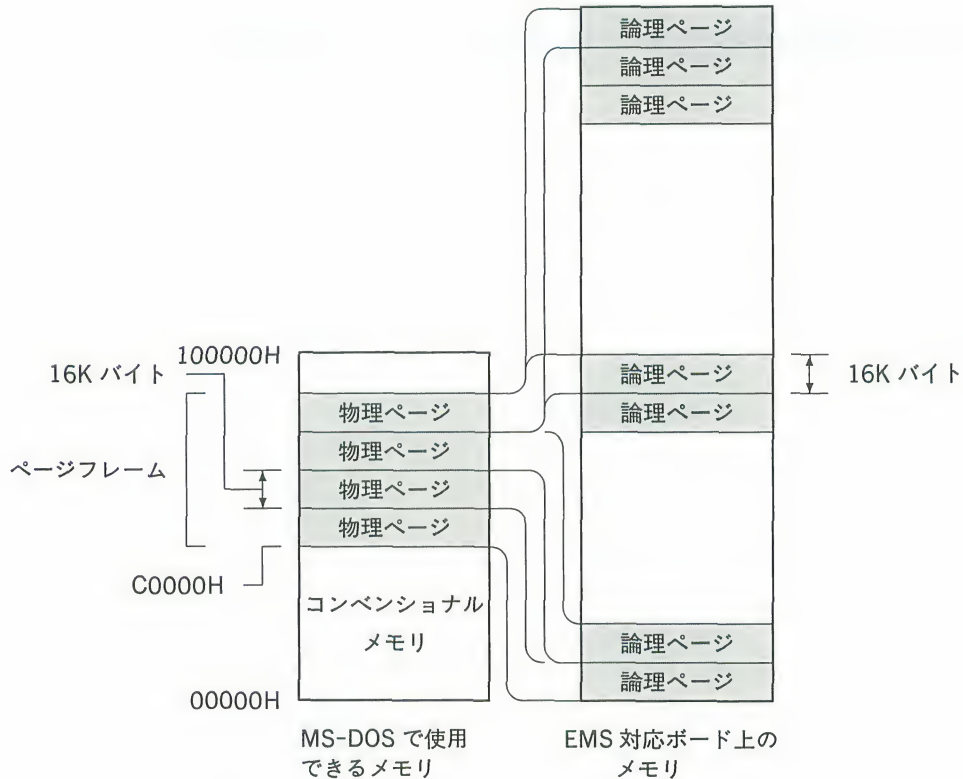 論理ページ
論理ページ
論理ページ
100000H
16K バイト
論理ページ
16K バイト
物理ページ
論理ページ
物理ページ
ページフレーム
物理ページ
物理ページ
C0000H
コンベンショナル
メモリ
論理ページ
論理ページ
00000H
MS-DOS で使用
できるメモリ
EMS 対応ボード上の
メモリ